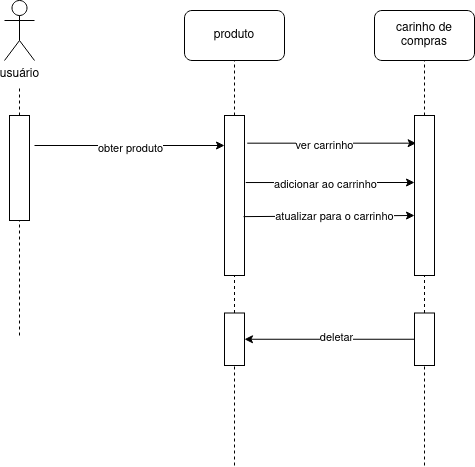 produto
carinho de
compras
usuário
obter produto
ver carrinho
adicionar ao carrinho
atualizar para o carrinho
deletar